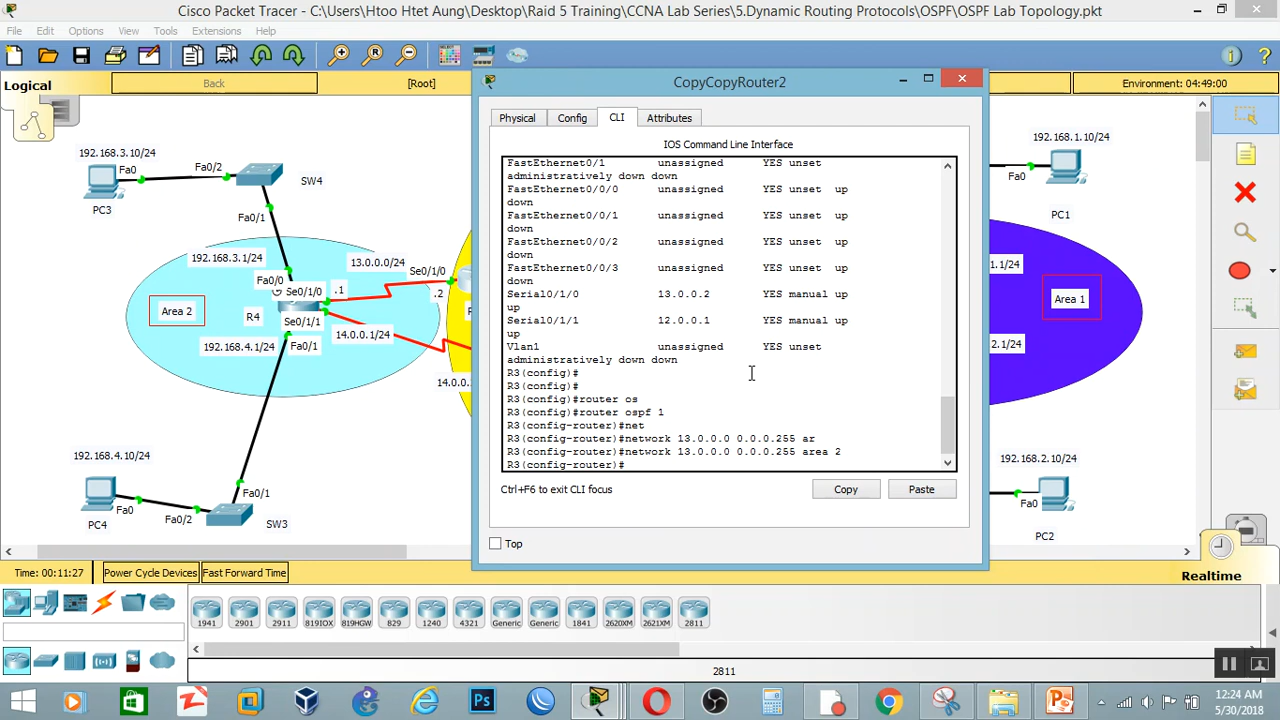 Cisco Packet Tracer - C:\Users\Htoo Htet Aung\Desktop\Raid 5 Training\CCNA Lab Series\5.Dynamic Routing Protocols\OSPF\OSPF Lab Topology.pkt
File Edit Options View Tools Extensions Help
Logical
Back
[Root]
Environment: 04:49:00
CopyCopyRouter2
Physical
Config
CLI
Attributes
IOS Command Line Interface
FastEthernet0/1 unassigned YES unset
administratively down down
FastEthernet0/0/0 unassigned YES unset up
down
FastEthernet0/0/1 unassigned YES unset up
down
FastEthernet0/0/2 unassigned YES unset up
down
FastEthernet0/0/3 unassigned YES unset up
down
Serial0/1/0 13.0.0.2 YES manual up
up
Serial0/1/1 12.0.0.1 YES manual up
up
Vlan1 unassigned YES unset
administratively down down
R3(config)#
R3(config)#
R3(config)#router os
R3(config)#router ospf 1
R3(config-router)#net
R3(config-router)#network 13.0.0.0 0.0.0.255 ar
R3(config-router)#network 13.0.0.0 0.0.0.255 area 2
R3(config-router)#
Ctrl+F6 to exit CLI focus
Copy
Paste
Top
192.168.3.10/24
Fa0
Fa0/2
PC3
SW4
Fa0/1
192.168.3.1/24
13.0.0.0/24
Se0/1/0
Fa0/0
Se0/1/0
.1
.2
Area 2
R4
Se0/1/1
14.0.0.1/24
192.168.4.1/24
Fa0/1
14.0.0
192.168.4.10/24
Fa0/1
Fa0
Fa0/2
PC4
SW3
192.168.1.10/24
Fa0
PC1
.1.1/24
Area 1
2.1/24
192.168.2.10/24
Fa0
PC2
Time: 00:11:27
Power Cycle Devices
Fast Forward Time
Realtime
1941
2901
2911
819IOX
819HGW
829
1240
4321
Generic
Generic
1841
2620XM
2621XM
2811
2811
12:24 AM
5/30/2018